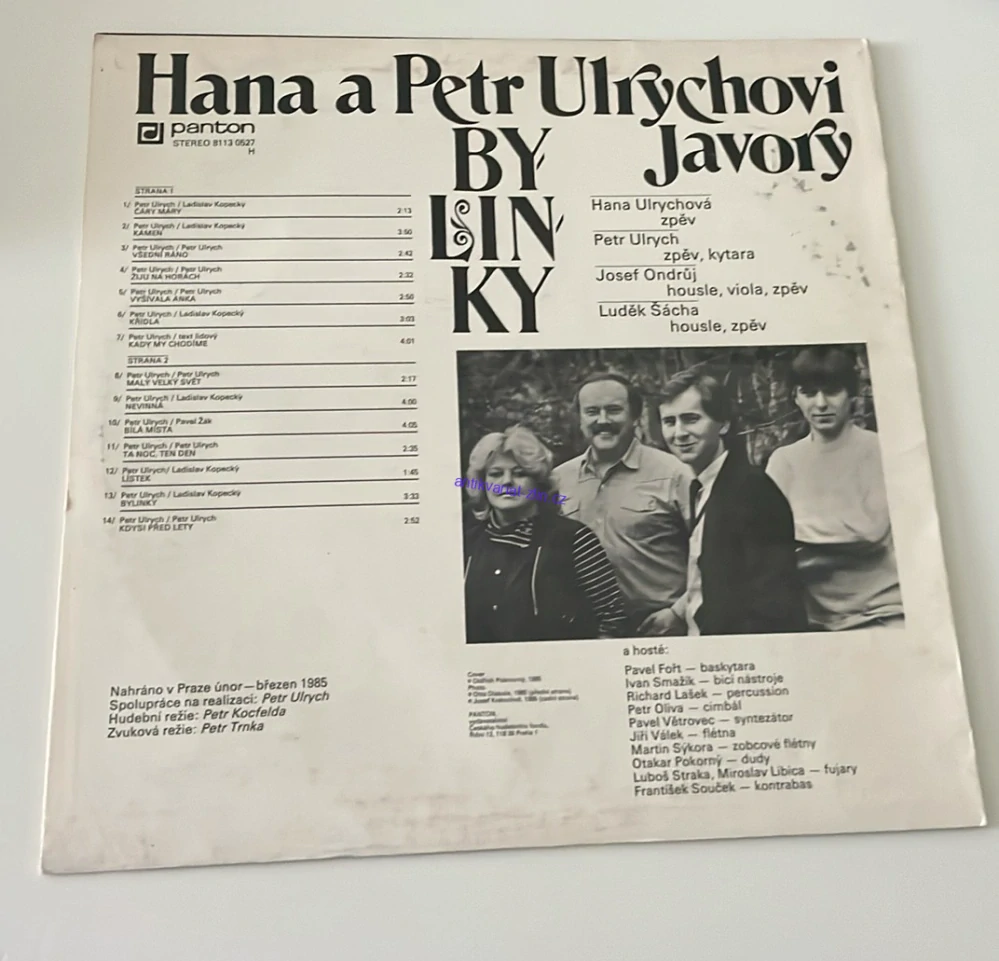 Hana a Petr Ulrychovi
panton
STEREO 8113 0527
H
BY
LIN
KY
Javory
STRANA 1
1/ Petr Ulrych / Ladislav Kopecký
ČÁRY MÁRY 2:13
2/ Petr Ulrych / Ladislav Kopecký
KÁMEN 3:50
3/ Petr Ulrych / Petr Ulrych
VŠEDNÍ RÁNO 2:42
4/ Petr Ulrych / Petr Ulrych
ŽIJU NA HORÁCH 2:32
5/ Petr Ulrych / Petr Ulrych
VYŠÍVALA ANKA 2:50
6/ Petr Ulrych / Ladislav Kopecký
KŘÍDLA 3:03
7/ Petr Ulrych / text lidový
KADY MY CHODÍME 4:01
STRANA 2
8/ Petr Ulrych / Petr Ulrych
MALÝ VELKÝ SVĚT 2:17
9/ Petr Ulrych / Ladislav Kopecký
NEVINNÁ 4:00
10/ Petr Ulrych / Pavel Žák
BÍLÁ MÍSTA 4:05
11/ Petr Ulrych / Petr Ulrych
TA NOC, TEN DEN 2:35
12/ Petr Ulrych/ Ladislav Kopecký
LÍSTEK 1:45
13/ Petr Ulrych / Ladislav Kopecký
BYLINKY 3:33
14/ Petr Ulrych / Petr Ulrych
KDYSI PŘED LÉTY 2:52
Hana Ulrychová
zpěv
Petr Ulrych
zpěv, kytara
Josef Ondrůj
housle, viola, zpěv
Luděk Šácha
housle, zpěv
Nahráno v Praze únor—březen 1985
Spolupráce na realizaci: Petr Ulrych
Hudební režie: Petr Kocfelda
Zvuková režie: Petr Trnka
Cover
Photo
PANTON
a hosté:
Pavel Fořt — baskytara
Ivan Smažík — bicí nástroje
Richard Lašek — percussion
Petr Oliva — cimbál
Pavel Větrovec — syntezátor
Jiří Válek — flétna
Martin Sýkora — zobcové flétny
Otakar Pokorný — dudy
Luboš Straka, Miroslav Libica — fujary
František Souček — kontrabas